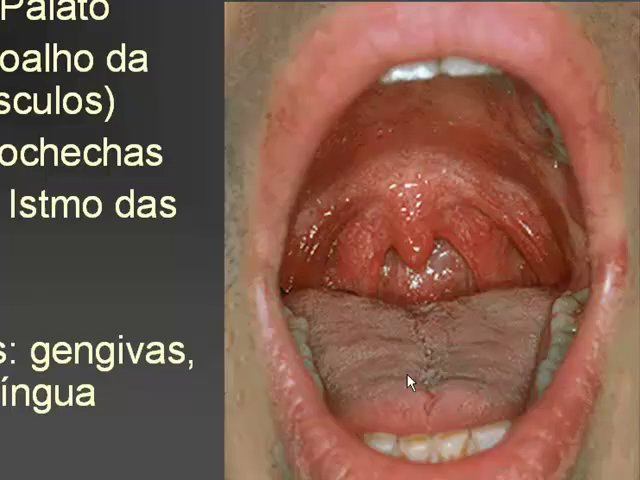 Palato
oalho da
sculos)
ochechas
Istmo das
s: gengivas,
íngua